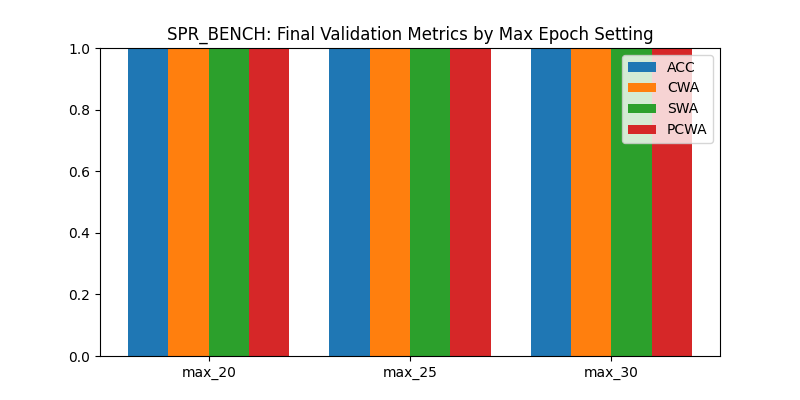 SPR_BENCH: Final Validation Metrics by Max Epoch Setting
1.0
0.8
0.6
0.4
0.2
0.0
ACC
CWA
SWA
PCWA
max_20
max_25
max_30